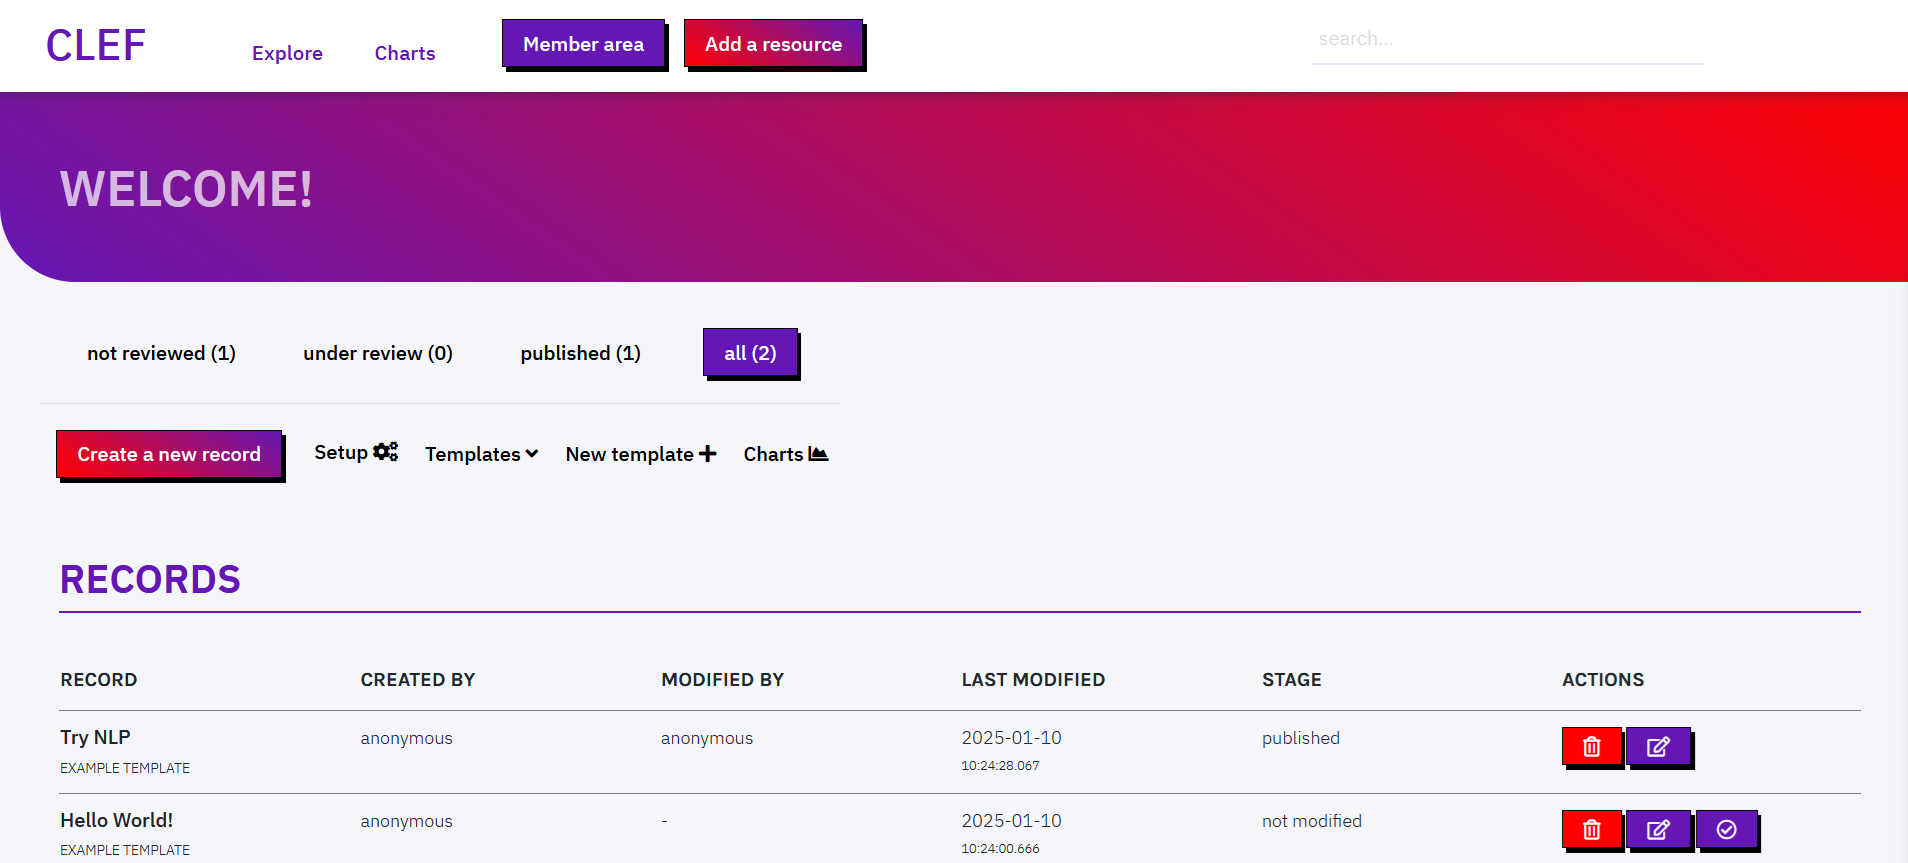 CLEF
Explore
Charts
Member area
Add a resource
search...
WELCOME!
not reviewed (1)
under review (0)
published (1)
all (2)
Create a new record
Setup
Templates
New template
Charts
RECORDS
RECORD CREATED BY MODIFIED BY LAST MODIFIED STAGE ACTIONS
Try NLP anonymous anonymous 2025-01-10 published
EXAMPLE TEMPLATE 10:24:28.067
Hello World! anonymous - 2025-01-10 not modified
EXAMPLE TEMPLATE 10:24:00.666